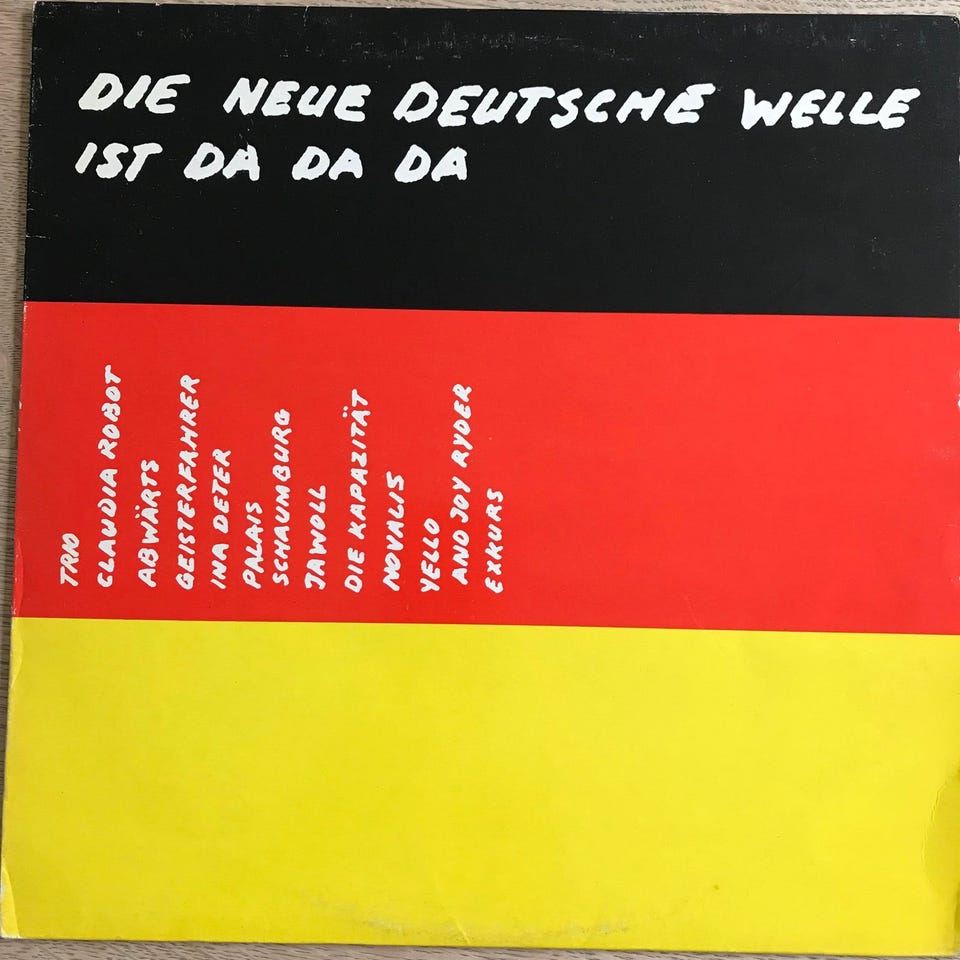 DIE NEUE DEUTSCHE WELLE
IST DA DA DA
TRIO
CLAUDIA ROBOT
ABWÄRTS
GEISTERFAHRER
INA DETER
PALAIS
SCHAUMBURG
JAWOLL
DIE KAPAZITÄT
NOVALIS
YELLO
AND JOY RYDER
EXKURS